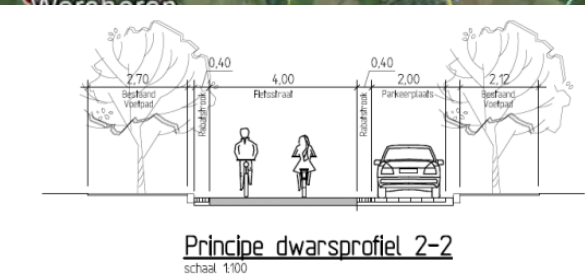 0,40
0,40
2,70
4,00
2,00
2,12
Bestaand
Voetpad
Rabatstrook
Fietsstraat
Rabatstrook
Parkeerplaats
Bestaand
Voetpad
Principe dwarsprofiel 2-2
schaal 1:100